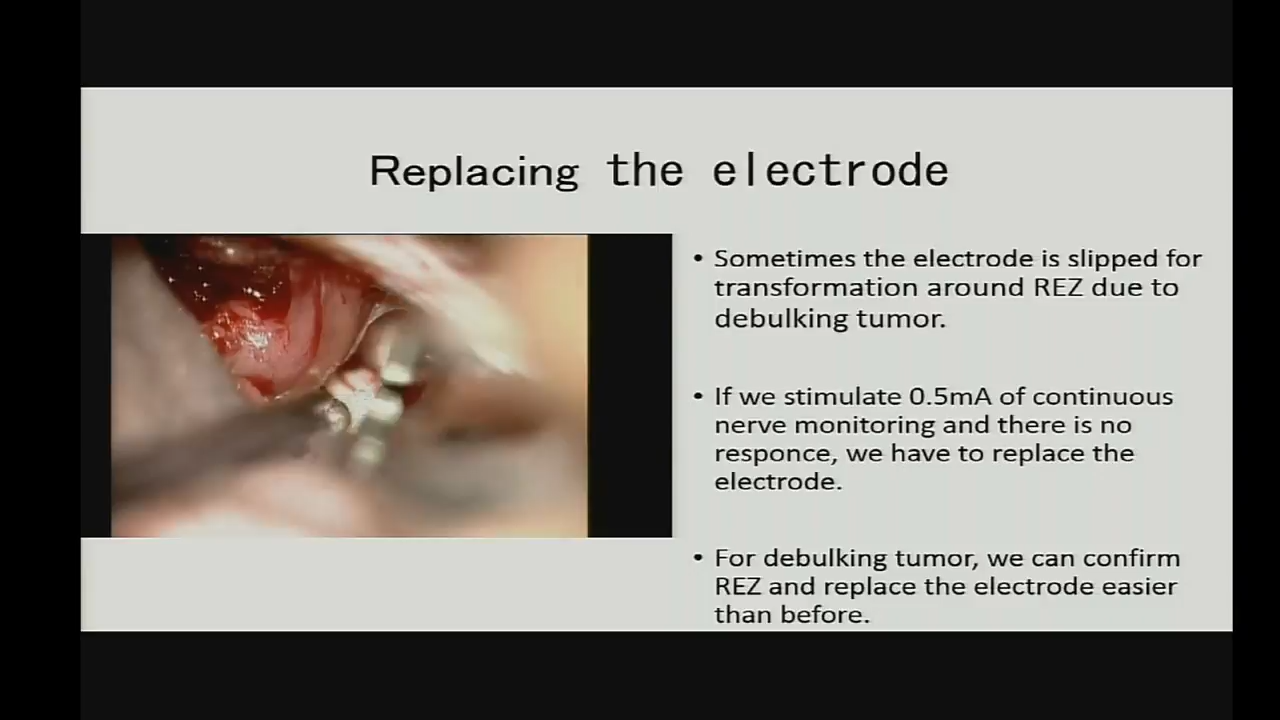 Replacing the electrode
• Sometimes the electrode is slipped for
transformation around REZ due to
debulking tumor.
• If we stimulate 0.5mA of continuous
nerve monitoring and there is no
responce, we have to replace the
electrode.
• For debulking tumor, we can confirm
REZ and replace the electrode easier
than before.